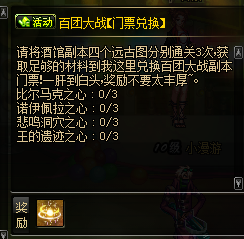 活动 百团大战【门票兑换】
请将酒馆副本四个远古图分别通关3次,获
取足够的材料到我这里兑换百团大战副本
门票!一肝到白头,奖励不要太丰厚~。
比尔马克之心：0/3
诺伊佩拉之心：0/3
悲鸣洞穴之心：0/3
王的遗迹之心：0/3
奖
励